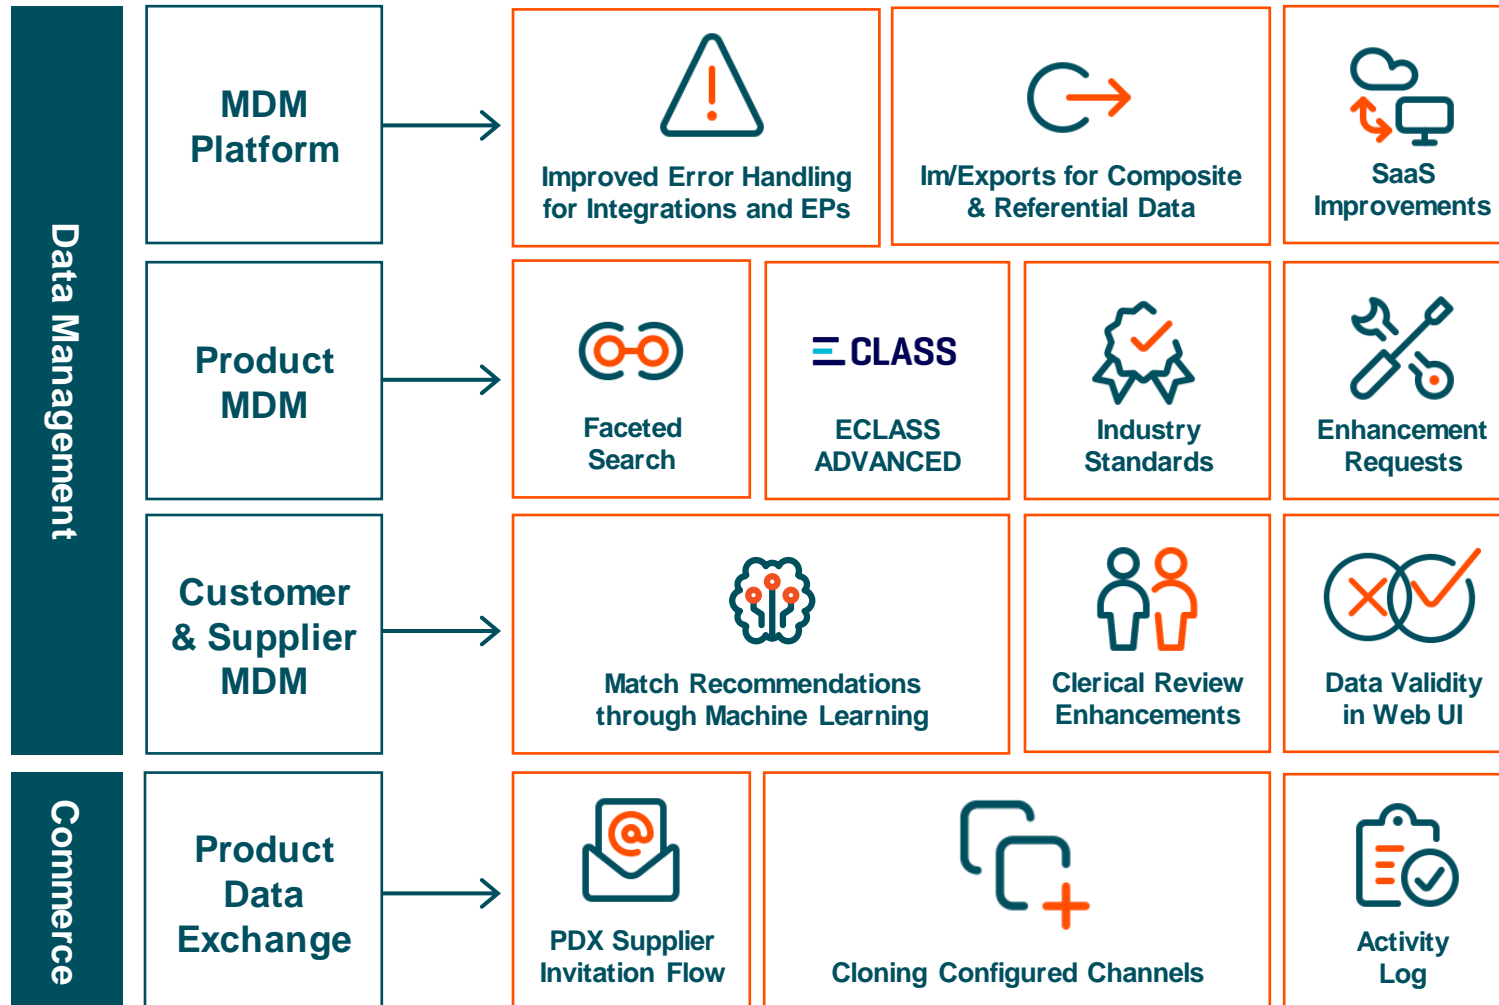 Data Management
MDM
Platform
Improved Error Handling
for Integrations and EPs
Im/Exports for Composite
& Referential Data
SaaS
Improvements
Product
MDM
Faceted
Search
ECLASS
ECLASS
ADVANCED
Industry
Standards
Enhancement
Requests
Customer
& Supplier
MDM
Match Recommendations
through Machine Learning
Clerical Review
Enhancements
Data Validity
in Web UI
Commerce
Product
Data
Exchange
@
PDX Supplier
Invitation Flow
Cloning Configured Channels
Activity
Log